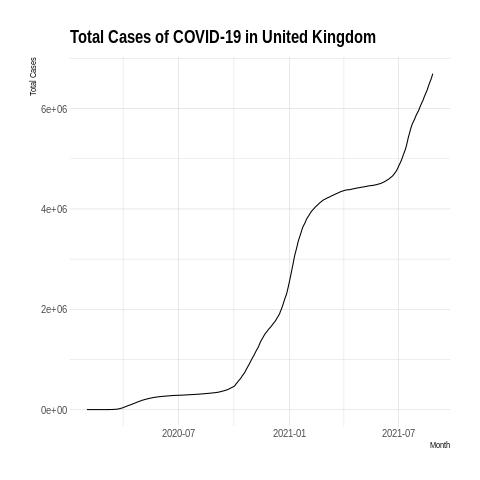 Total Cases of COVID-19 in United Kingdom
Total Cases
6e+06
4e+06
2e+06
0e+00
2020-07 2021-01 2021-07
Month